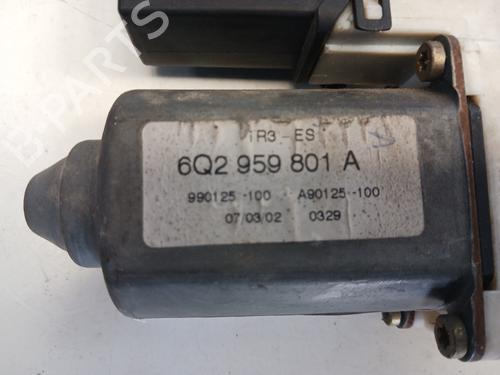 B-PARTS
1R3-ES
6Q2 959 801 A
990125-100 A90125-100
07/03/02 0329